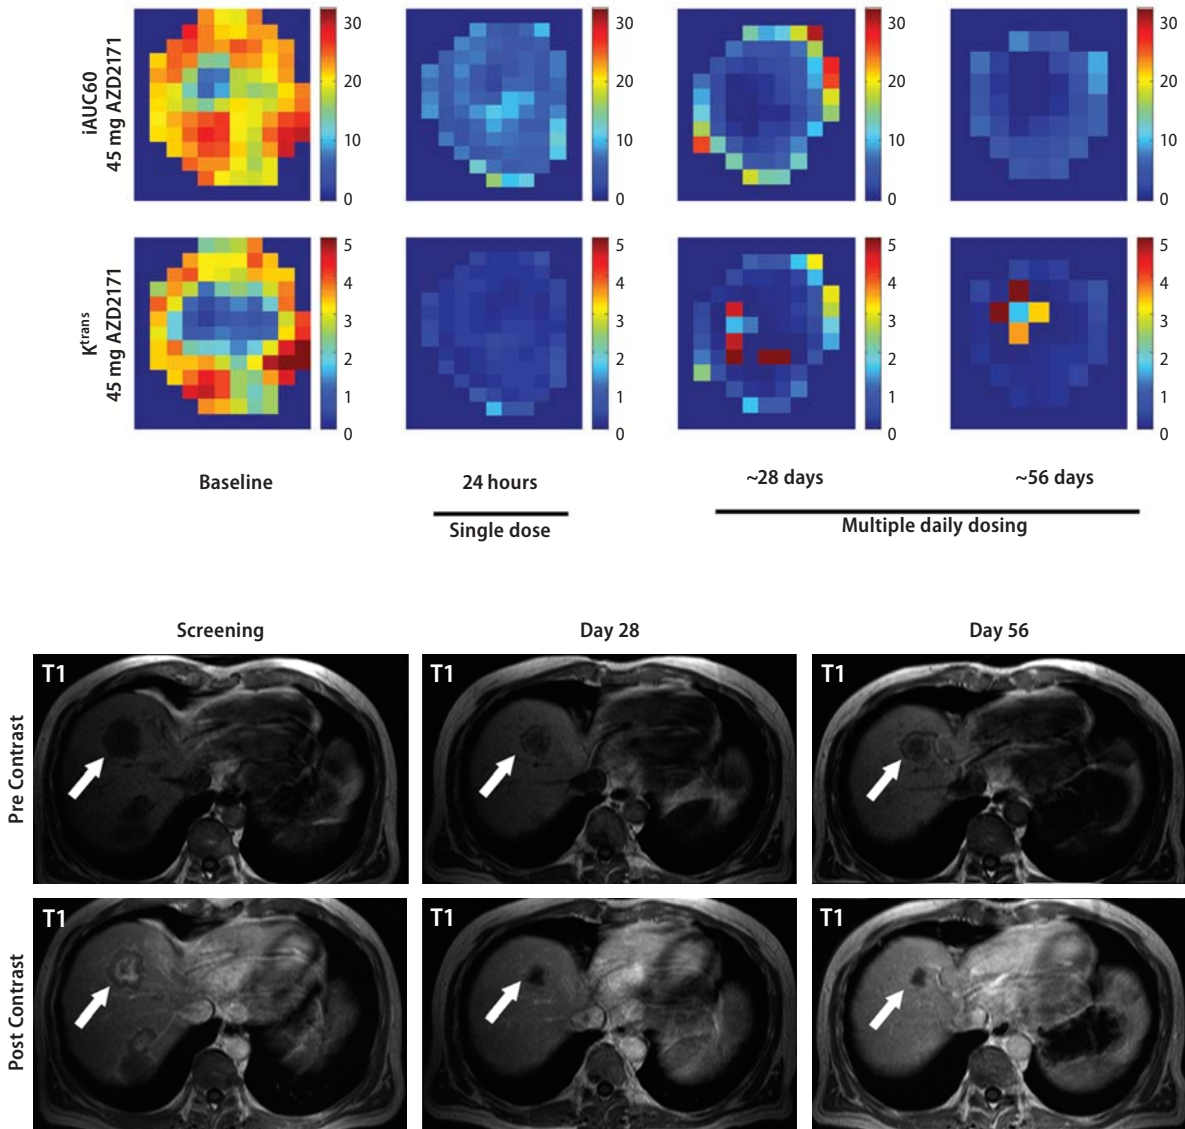 iAUC60
45 mg AZD2171
30
20
10
0
30
20
10
0
30
20
10
0
30
20
10
0
Ktrans
45 mg AZD2171
5
4
3
2
1
0
5
4
3
2
1
0
5
4
3
2
1
0
5
4
3
2
1
0
Baseline
24 hours
~28 days
~56 days
Single dose
Multiple daily dosing
Screening
Day 28
Day 56
Pre Contrast
T1
T1
T1
Post Contrast
T1
T1
T1